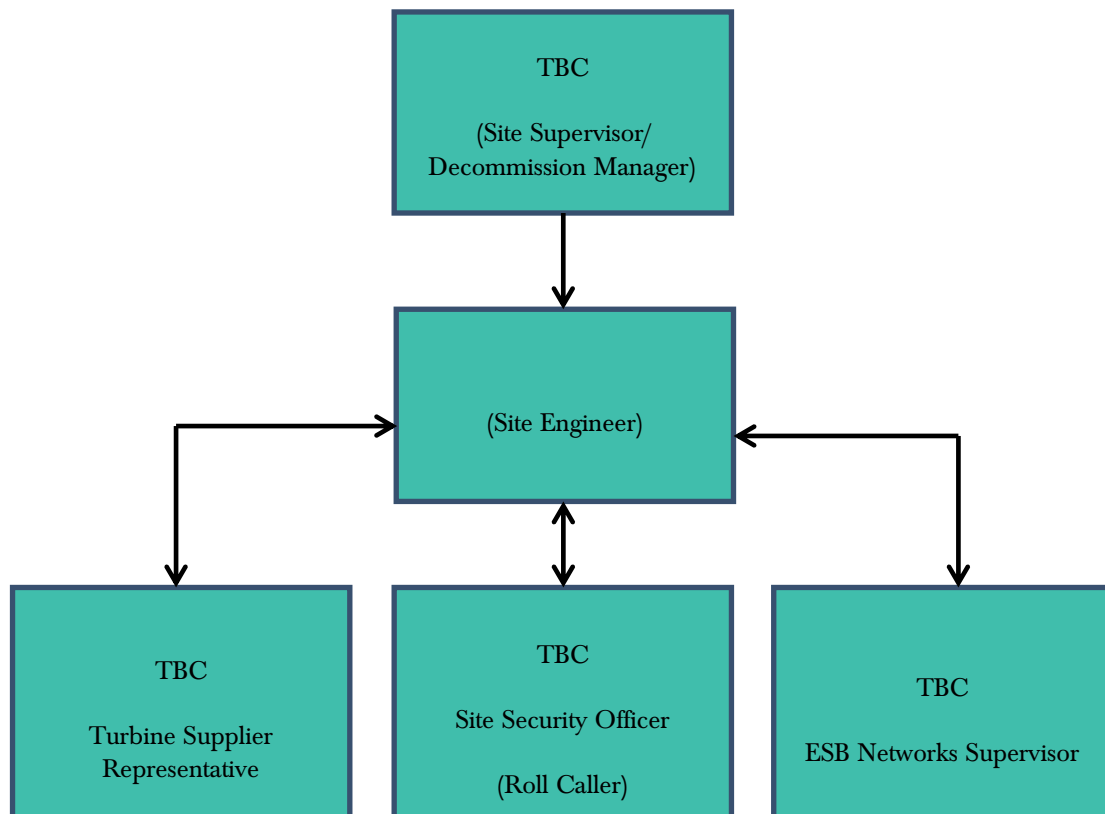 TBC
(Site Supervisor/
Decommission Manager)
(Site Engineer)
TBC
Turbine Supplier
Representative
TBC
Site Security Officer
(Roll Caller)
TBC
ESB Networks Supervisor